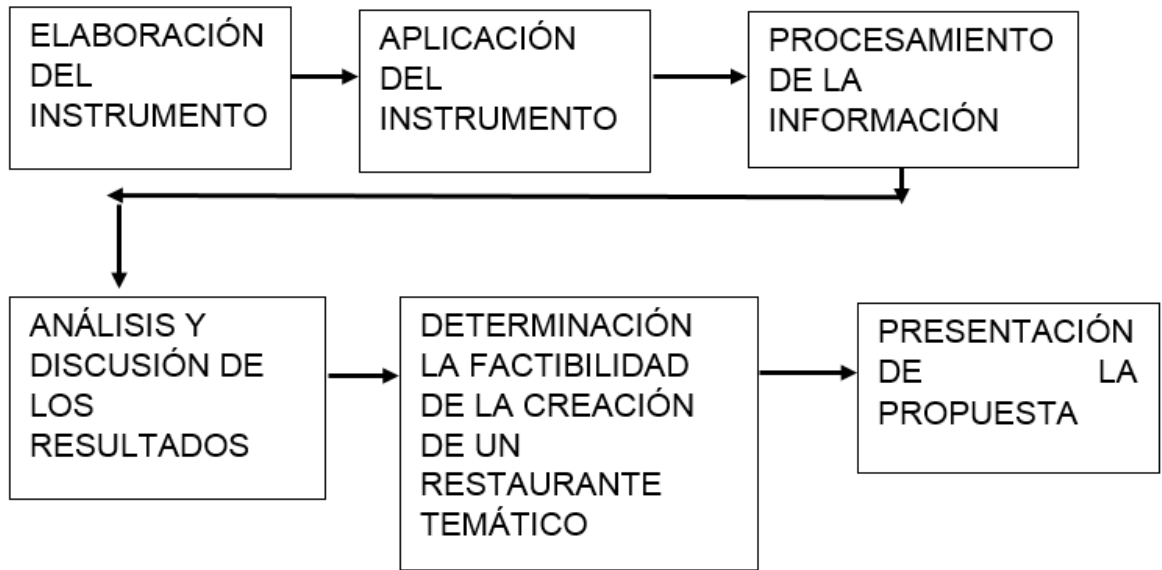 ELABORACIÓN
DEL
INSTRUMENTO
APLICACIÓN
DEL
INSTRUMENTO
PROCESAMIENTO
DE LA
INFORMACIÓN
ANÁLISIS Y
DISCUSIÓN DE
LOS
RESULTADOS
DETERMINACIÓN
LA FACTIBILIDAD
DE LA CREACIÓN
DE UN
RESTAURANTE
TEMÁTICO
PRESENTACIÓN
DE LA
PROPUESTA